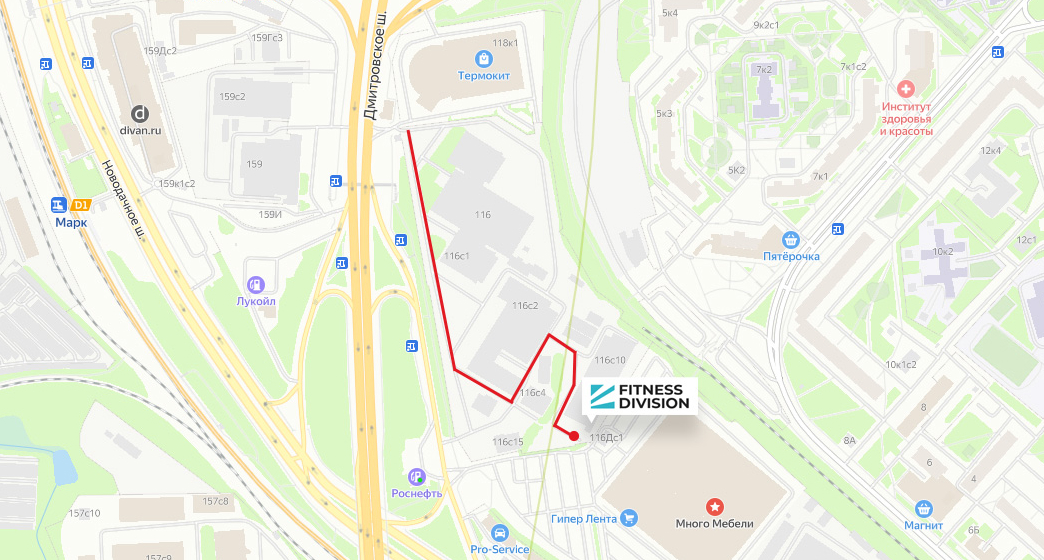 159Гс3
Дмитровское ш.
118к1
Термокит
159Дс2
159с2
divan.ru
159
159к1с2
159И
Новодачное ш.
Марк
D1
Лукойл
116
116с1
116с2
116с10
116с4
116с15
FITNESS
DIVISION
116Дс1
Роснефть
157с8
157с10
157с9
Pro-Service
Гипер Лента
Много Мебели
5к4
9к2с1
7к2
7к1с2
5к3
Институт
здоровья
и красоты
5К2
7к1
12к4
Пятёрочка
10к2
12с1
10к1с2
8
8А
6
4
Магнит
6Б